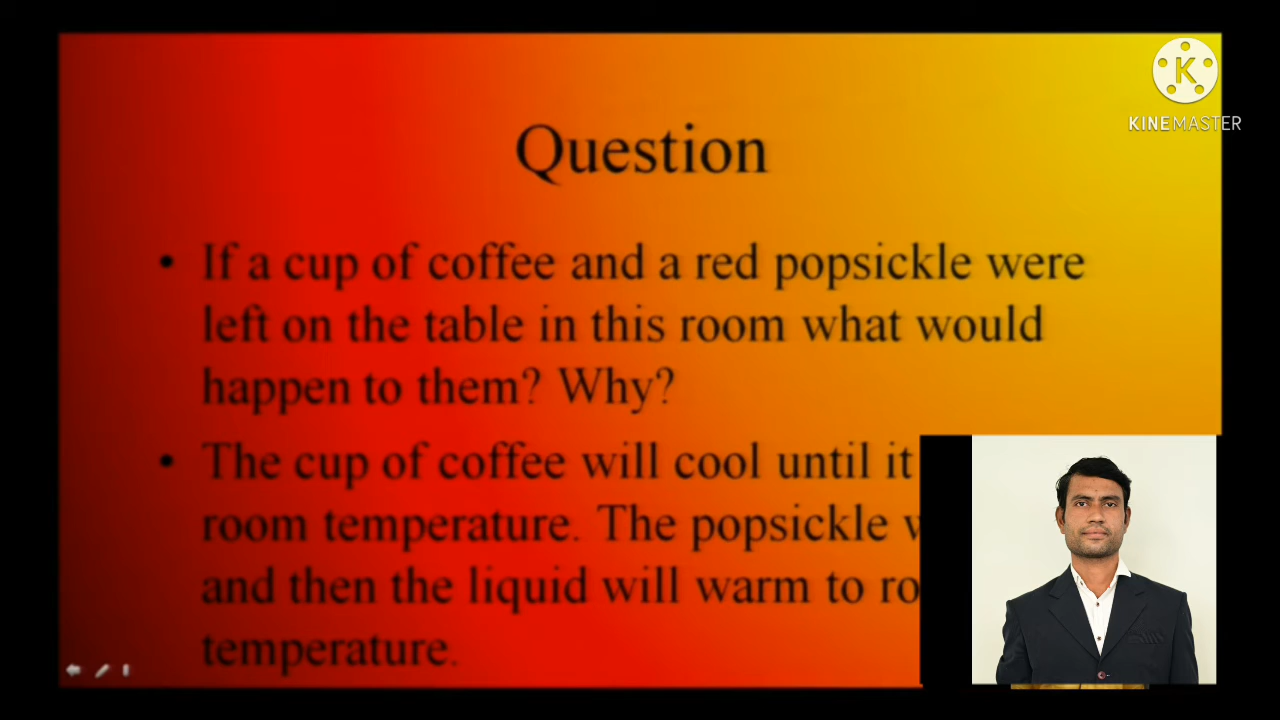 K
KINEMASTER
Question
• If a cup of coffee and a red popsickle were
left on the table in this room what would
happen to them? Why?
• The cup of coffee will cool until it
room temperature. The popsickle
and then the liquid will warm to
temperature.